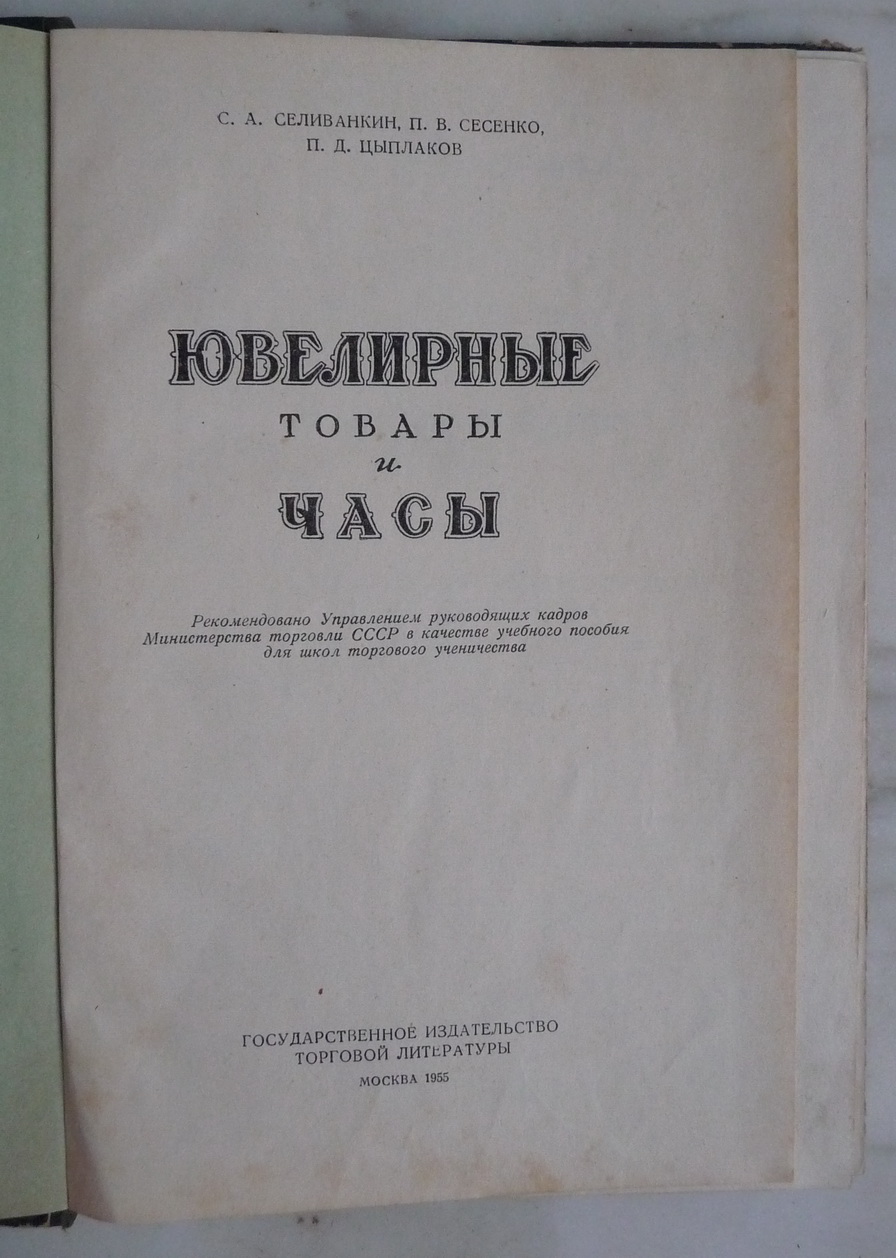 С. А. СЕЛИВАНКИН, П. В. СЕСЕНКО,
П. Д. ЦЫПЛАКОВ
ЮВЕЛИРНЫЕ
ТОВАРЫ
и
ЧАСЫ
Рекомендовано Управлением руководящих кадров
Министерства торговли СССР в качестве учебного пособия
для школ торгового ученичества
ГОСУДАРСТВЕННОЕ ИЗДАТЕЛЬСТВО
ТОРГОВОЙ ЛИТЕРАТУРЫ
МОСКВА 1955